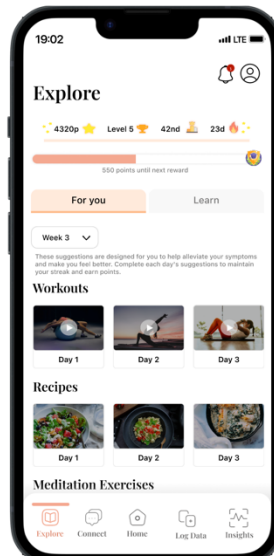 19:02
LTE
Explore
4320p Level 5 42nd 23d
550 points until next reward
For you Learn
Week 3
These suggestions are designed for you to help alleviate your symptoms
and make you feel better. Complete each day's suggestions to maintain
your streak and earn points.
Workouts
Day 1 Day 2 Day 3
Recipes
Day 1 Day 2 Day 3
Meditation Exercises
Explore Connect Home Log Data Insights